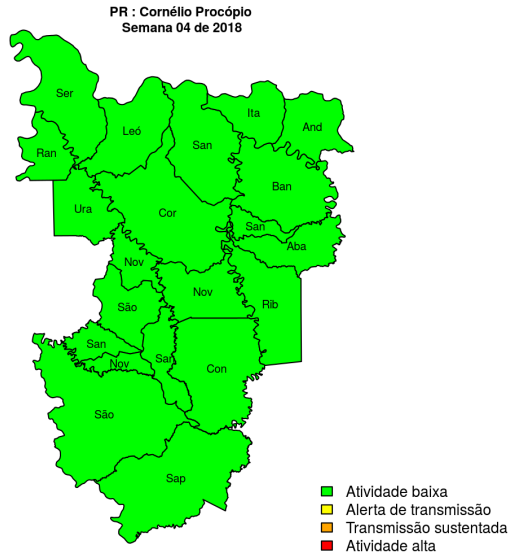 PR : Cornélio Procópio
Semana 04 de 2018
Ser
Ita
Leó
And
San
Ran
Ban
Ura
Cor
San
Aba
Nov
Nov
Rib
São
San
San
Nov
Con
São
Sap
Atividade baixa
Alerta de transmissão
Transmissão sustentada
Atividade alta